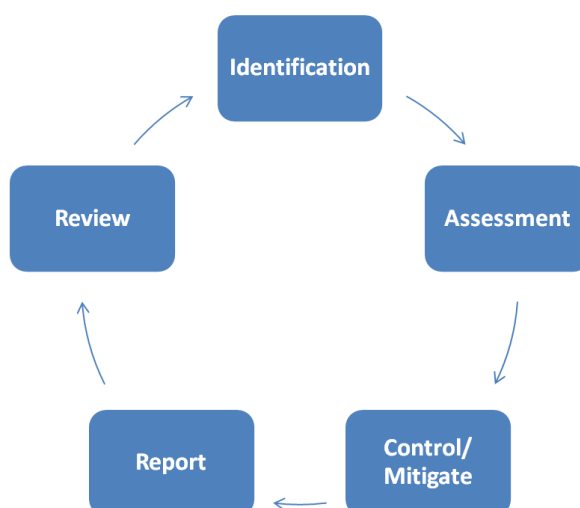 Identification
Assessment
Control/
Mitigate
Report
Review